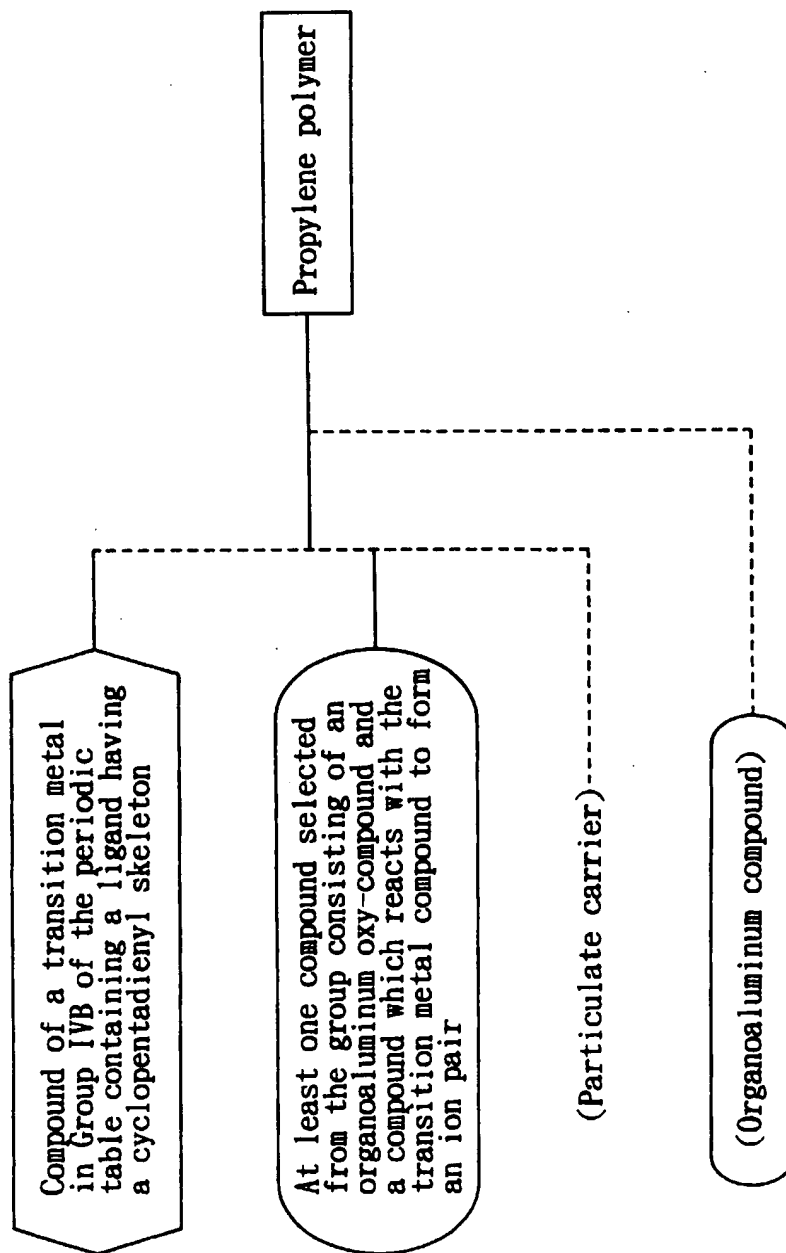 Compound of a transition metal
in Group IVB of the periodic
table containing a ligand having
a cyclopentadienyl skeleton
At least one compound selected
from the group consisting of an
organoaluminum oxy-compound and
a compound which reacts with the
transition metal compound to form
an ion pair
(Particulate carrier)
(Organoaluminum compound)
Propylene polymer